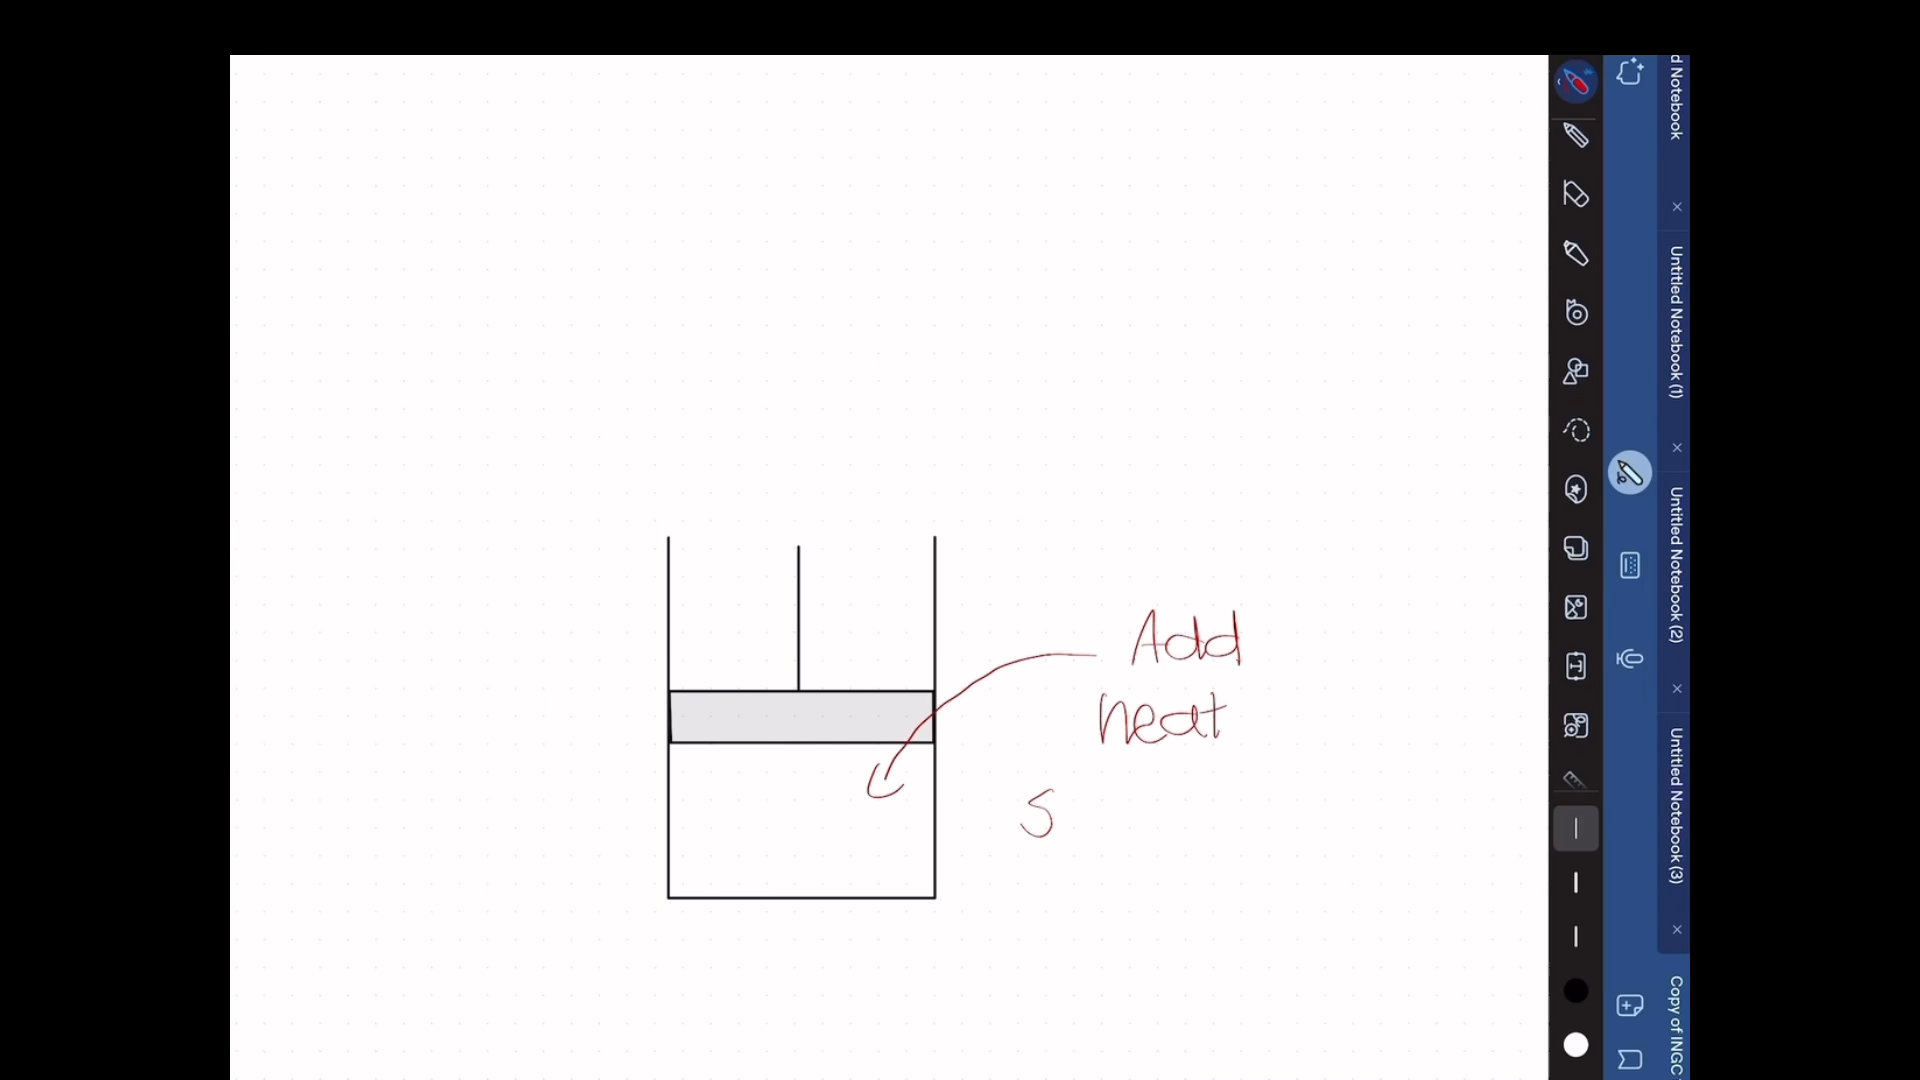 Add
heat
S
d Notebook
Untitled Notebook (1)
Untitled Notebook (2)
Untitled Notebook (3)
Copy of INGC